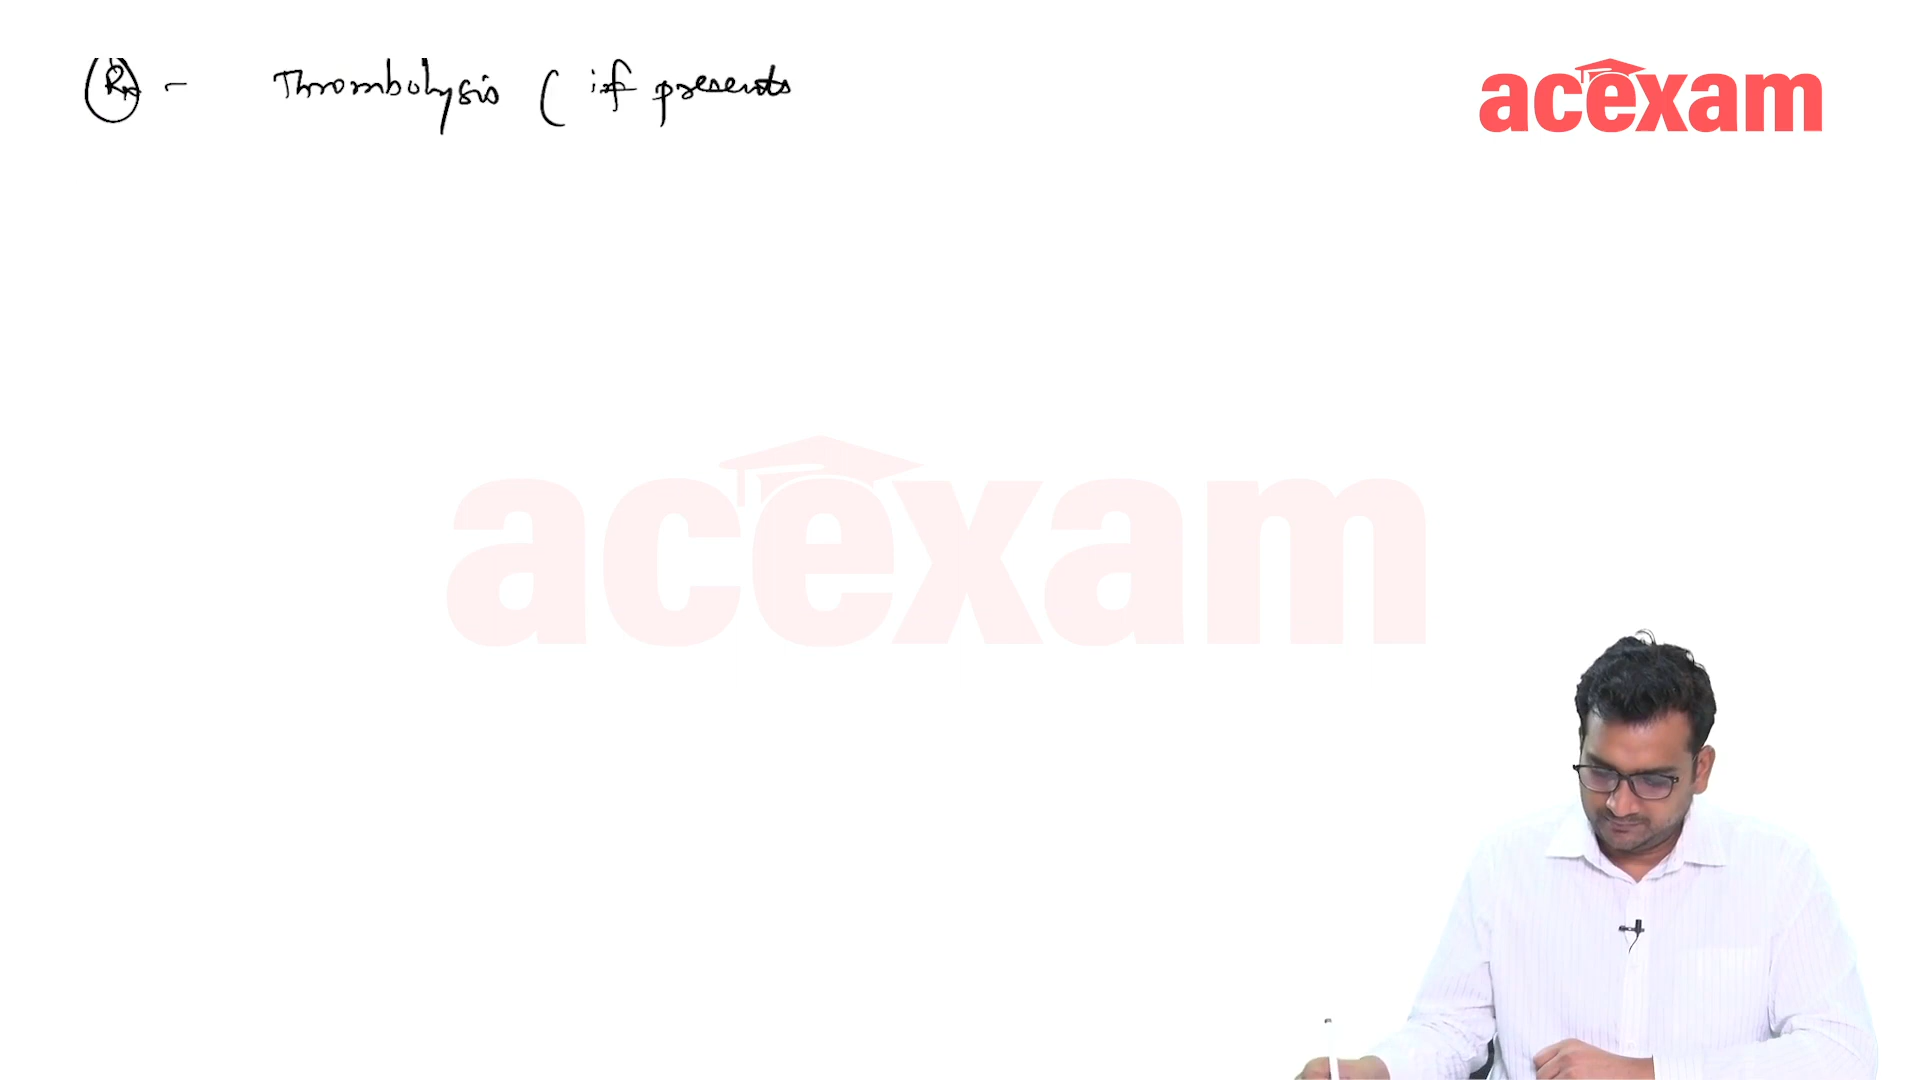 Rx - Thrombolysis ( if presents
acexam
acexam